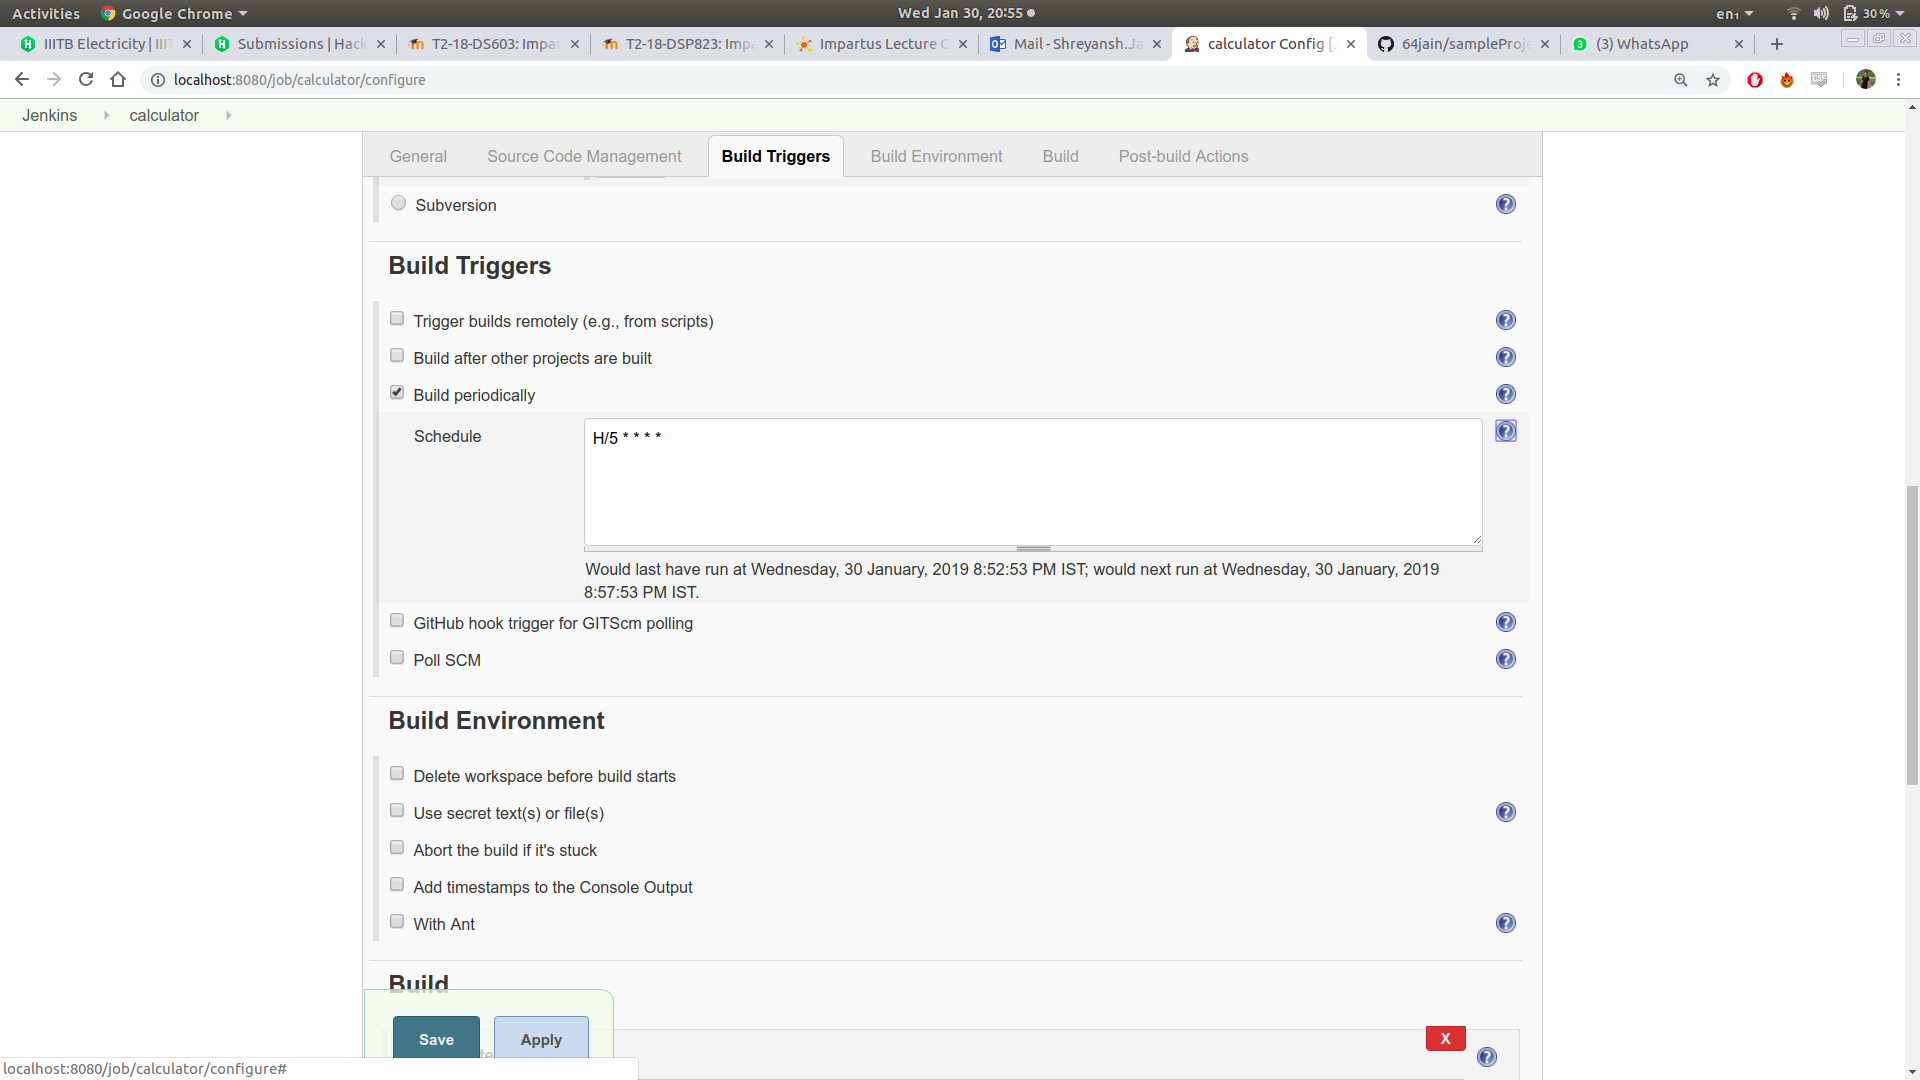 Activities Google Chrome Wed Jan 30, 20:55 en₁ 30 %
IIITB Electricity | IIIT Submissions | Hack T2-18-DS603: Impar T2-18-DSP823: Impa Impartus Lecture C Mail - Shreyansh.Ja calculator Config [ 64jain/sampleProje (3) WhatsApp
localhost:8080/job/calculator/configure
Jenkins calculator
General Source Code Management Build Triggers Build Environment Build Post-build Actions
Subversion
Build Triggers
Trigger builds remotely (e.g., from scripts)
Build after other projects are built
Build periodically
Schedule H/5 * * * *
Would last have run at Wednesday, 30 January, 2019 8:52:53 PM IST; would next run at Wednesday, 30 January, 2019
8:57:53 PM IST.
GitHub hook trigger for GITScm polling
Poll SCM
Build Environment
Delete workspace before build starts
Use secret text(s) or file(s)
Abort the build if it's stuck
Add timestamps to the Console Output
With Ant
Build
Save Apply X
localhost:8080/job/calculator/configure#